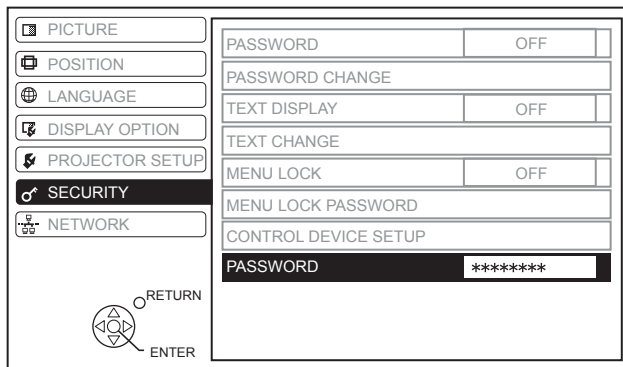 PICTURE
POSITION
LANGUAGE
DISPLAY OPTION
PROJECTOR SETUP
SECURITY
NETWORK
RETURN
ENTER
PASSWORD OFF
PASSWORD CHANGE
TEXT DISPLAY OFF
TEXT CHANGE
MENU LOCK OFF
MENU LOCK PASSWORD
CONTROL DEVICE SETUP
PASSWORD ********